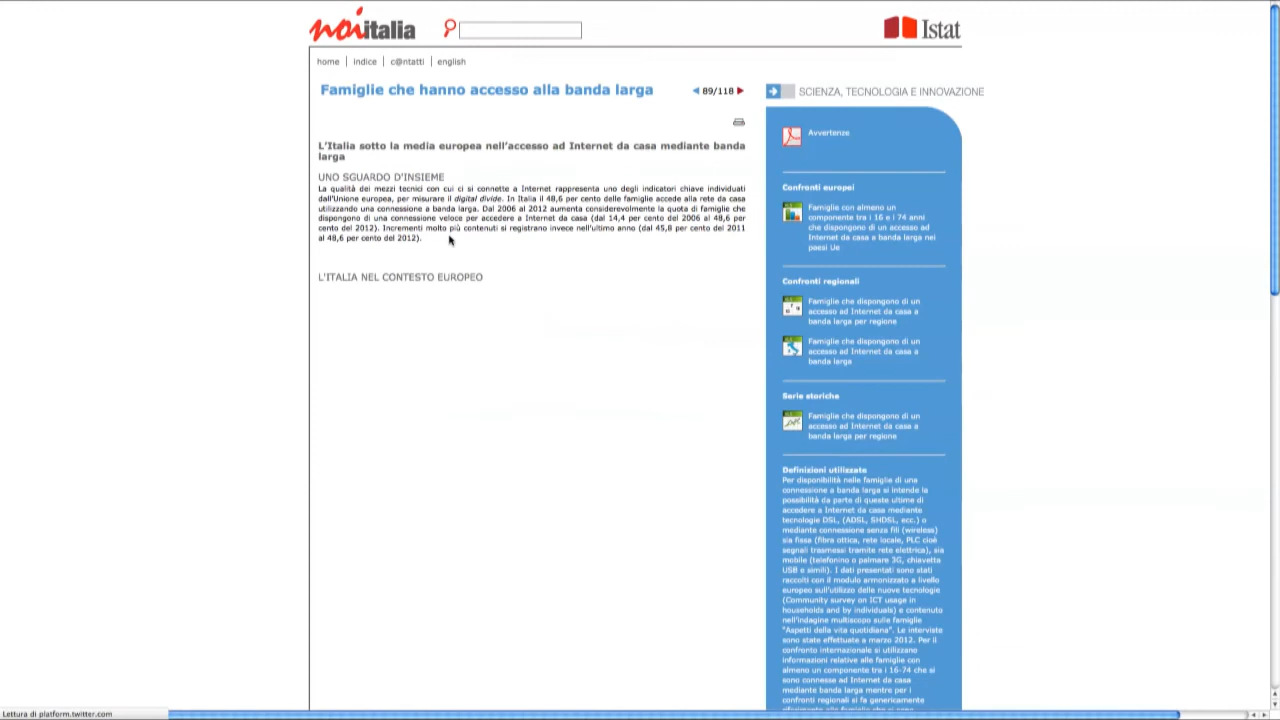 noiitalia
Istat
home | indice | c@ntatti | english
Famiglie che hanno accesso alla banda larga
89/118
SCIENZA, TECNOLOGIA E INNOVAZIONE
L'Italia sotto la media europea nell'accesso ad Internet da casa mediante banda
larga
UNO SGUARDO D'INSIEME
La qualità dei mezzi tecnici con cui ci si connette a Internet rappresenta uno degli indicatori chiave individuati
dall'Unione europea, per misurare il digital divide. In Italia il 48,6 per cento delle famiglie accede alla rete da casa
utilizzando una connessione a banda larga. Dal 2006 al 2012 aumenta considerevolmente la quota di famiglie che
dispongono di una connessione veloce per accedere a Internet da casa (dal 14,4 per cento del 2006 al 48,6 per
cento del 2012). Incrementi molto più contenuti si registrano invece nell'ultimo anno (dal 45,8 per cento del 2011
al 48,6 per cento del 2012).
L'ITALIA NEL CONTESTO EUROPEO
Avvertenze
Confronti europei
Famiglie con almeno un
componente tra i 16 e i 74 anni
che dispongono di un accesso ad
Internet da casa a banda larga nei
paesi Ue
Confronti regionali
Famiglie che dispongono di un
accesso ad Internet da casa a
banda larga per regione
Famiglie che dispongono di un
accesso ad Internet da casa a
banda larga
Serie storiche
Famiglie che dispongono di un
accesso ad Internet da casa a
banda larga per regione
Definizioni utilizzate
Per disponibilità nelle famiglie di una
connessione a banda larga si intende la
possibilità da parte di queste ultime di
accedere a Internet da casa mediante
tecnologie DSL, (ADSL, SHDSL, ecc.) o
mediante connessione senza fili (wireless)
sia fissa (fibra ottica, rete locale, PLC cioè
segnali trasmessi tramite rete elettrica), sia
mobile (telefonino o palmare 3G, chiavetta
USB e simili). I dati presentati sono stati
raccolti con il modulo armonizzato a livello
europeo sull'utilizzo delle nuove tecnologie
(Community survey on ICT usage in
households and by individuals) e contenuto
nell'indagine multiscopo sulle famiglie
"Aspetti della vita quotidiana". Le interviste
sono state effettuate a marzo 2012. Per il
confronto internazionale si utilizzano
informazioni relative alle famiglie con
almeno un componente tra i 16-74 che si
sono connesse ad Internet da casa
mediante banda larga mentre per i
confronti regionali si fa genericamente
Lettura di platform.twitter.com